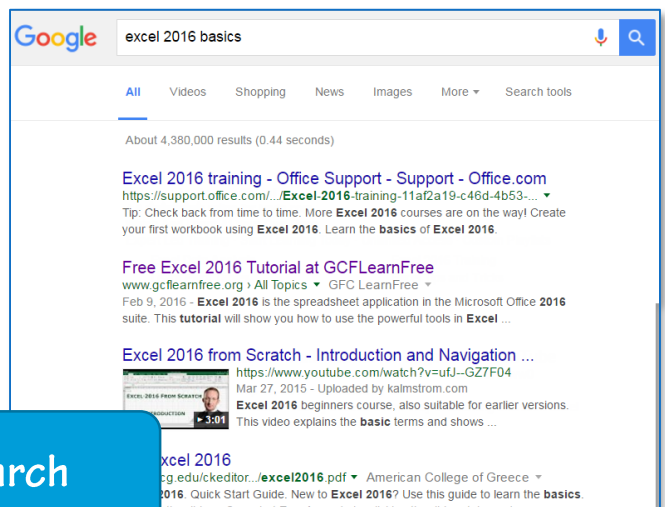 Google excel 2016 basics
All Videos Shopping News Images More Search tools
About 4,380,000 results (0.44 seconds)
Excel 2016 training - Office Support - Support - Office.com
https://support.office.com/.../Excel-2016-training-11af2a19-c46d-4b53-...
Tip: Check back from time to time. More Excel 2016 courses are on the way! Create
your first workbook using Excel 2016. Learn the basics of Excel 2016.
Free Excel 2016 Tutorial at GCFLearnFree
www.gcflearnfree.org › All Topics GFC LearnFree
Feb 9, 2016 - Excel 2016 is the spreadsheet application in the Microsoft Office 2016
suite. This tutorial will show you how to use the powerful tools in Excel ...
Excel 2016 from Scratch - Introduction and Navigation ...
https://www.youtube.com/watch?v=ufJ--GZ7F04
Mar 27, 2015 - Uploaded by kalmstrom.com
EXCEL 2016 FROM SCRATCH
Excel 2016 beginners course, also suitable for earlier versions.
INTRODUCTION
3:01
This video explains the basic terms and shows ...
xcel 2016
cg.edu/ckeditor.../excel2016.pdf American College of Greece
2016. Quick Start Guide. New to Excel 2016? Use this guide to learn the basics.
arch